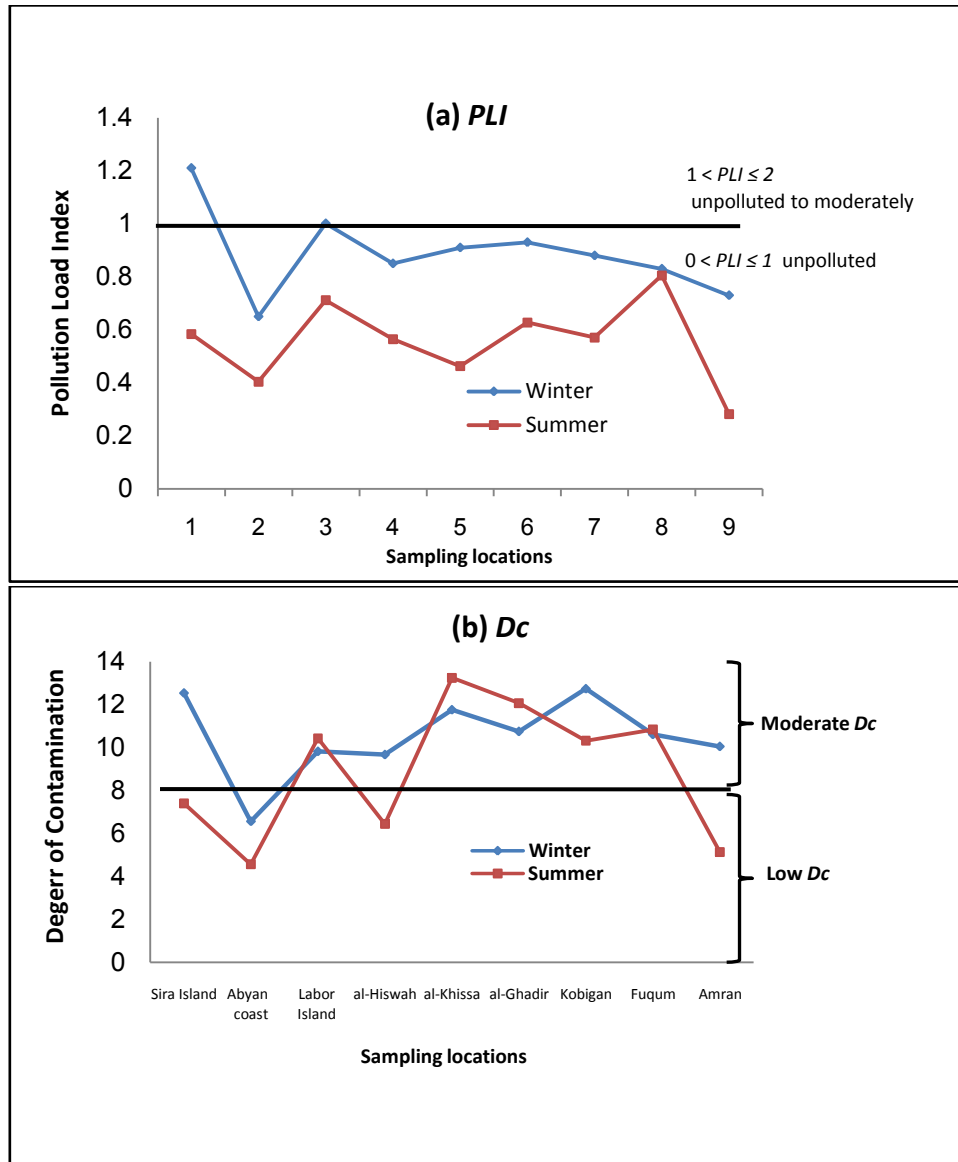 (a) PLI
Pollution Load Index
1.4
1.2
1
0.8
0.6
0.4
0.2
0
1 < PLI ≤ 2
unpolluted to moderately
0 < PLI ≤ 1 unpolluted
Winter
Summer
1 2 3 4 5 6 7 8 9
Sampling locations
(b) Dc
Degerr of Contamination
14
12
10
8
6
4
2
0
Moderate Dc
Low Dc
Winter
Summer
Sira Island Abyan coast Labor Island al-Hiswah al-Khissa al-Ghadir Kobigan Fuqum Amran
Sampling locations